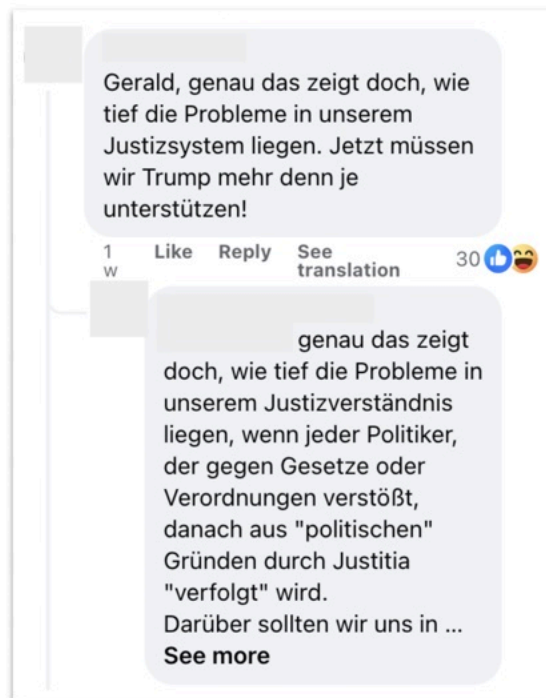 Gerald, genau das zeigt doch, wie
tief die Probleme in unserem
Justizsystem liegen. Jetzt müssen
wir Trump mehr denn je
unterstützen!
1 w Like Reply See translation 30
genau das zeigt
doch, wie tief die Probleme in
unserem Justizverständnis
liegen, wenn jeder Politiker,
der gegen Gesetze oder
Verordnungen verstößt,
danach aus "politischen"
Gründen durch Justitia
"verfolgt" wird.
Darüber sollten wir uns in ...
See more